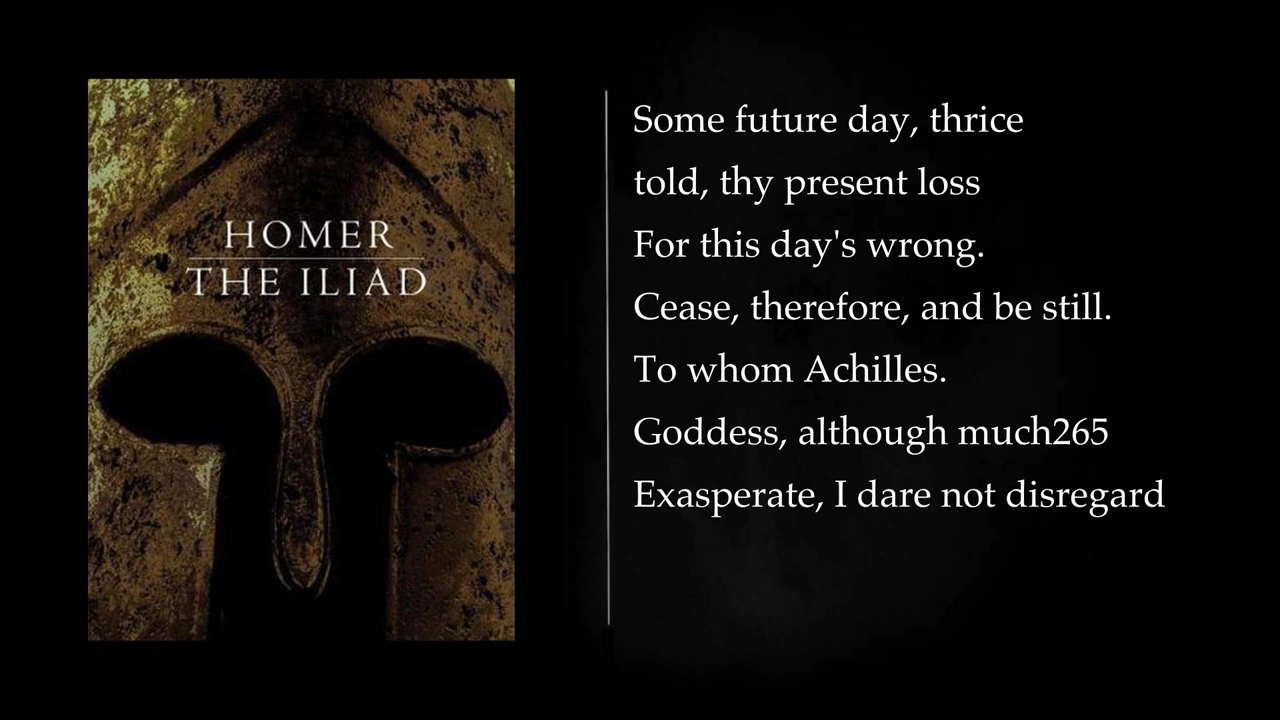 HOMER
THE ILIAD
Some future day, thrice
told, thy present loss
For this day's wrong.
Cease, therefore, and be still.
To whom Achilles.
Goddess, although much265
Exasperate, I dare not disregard